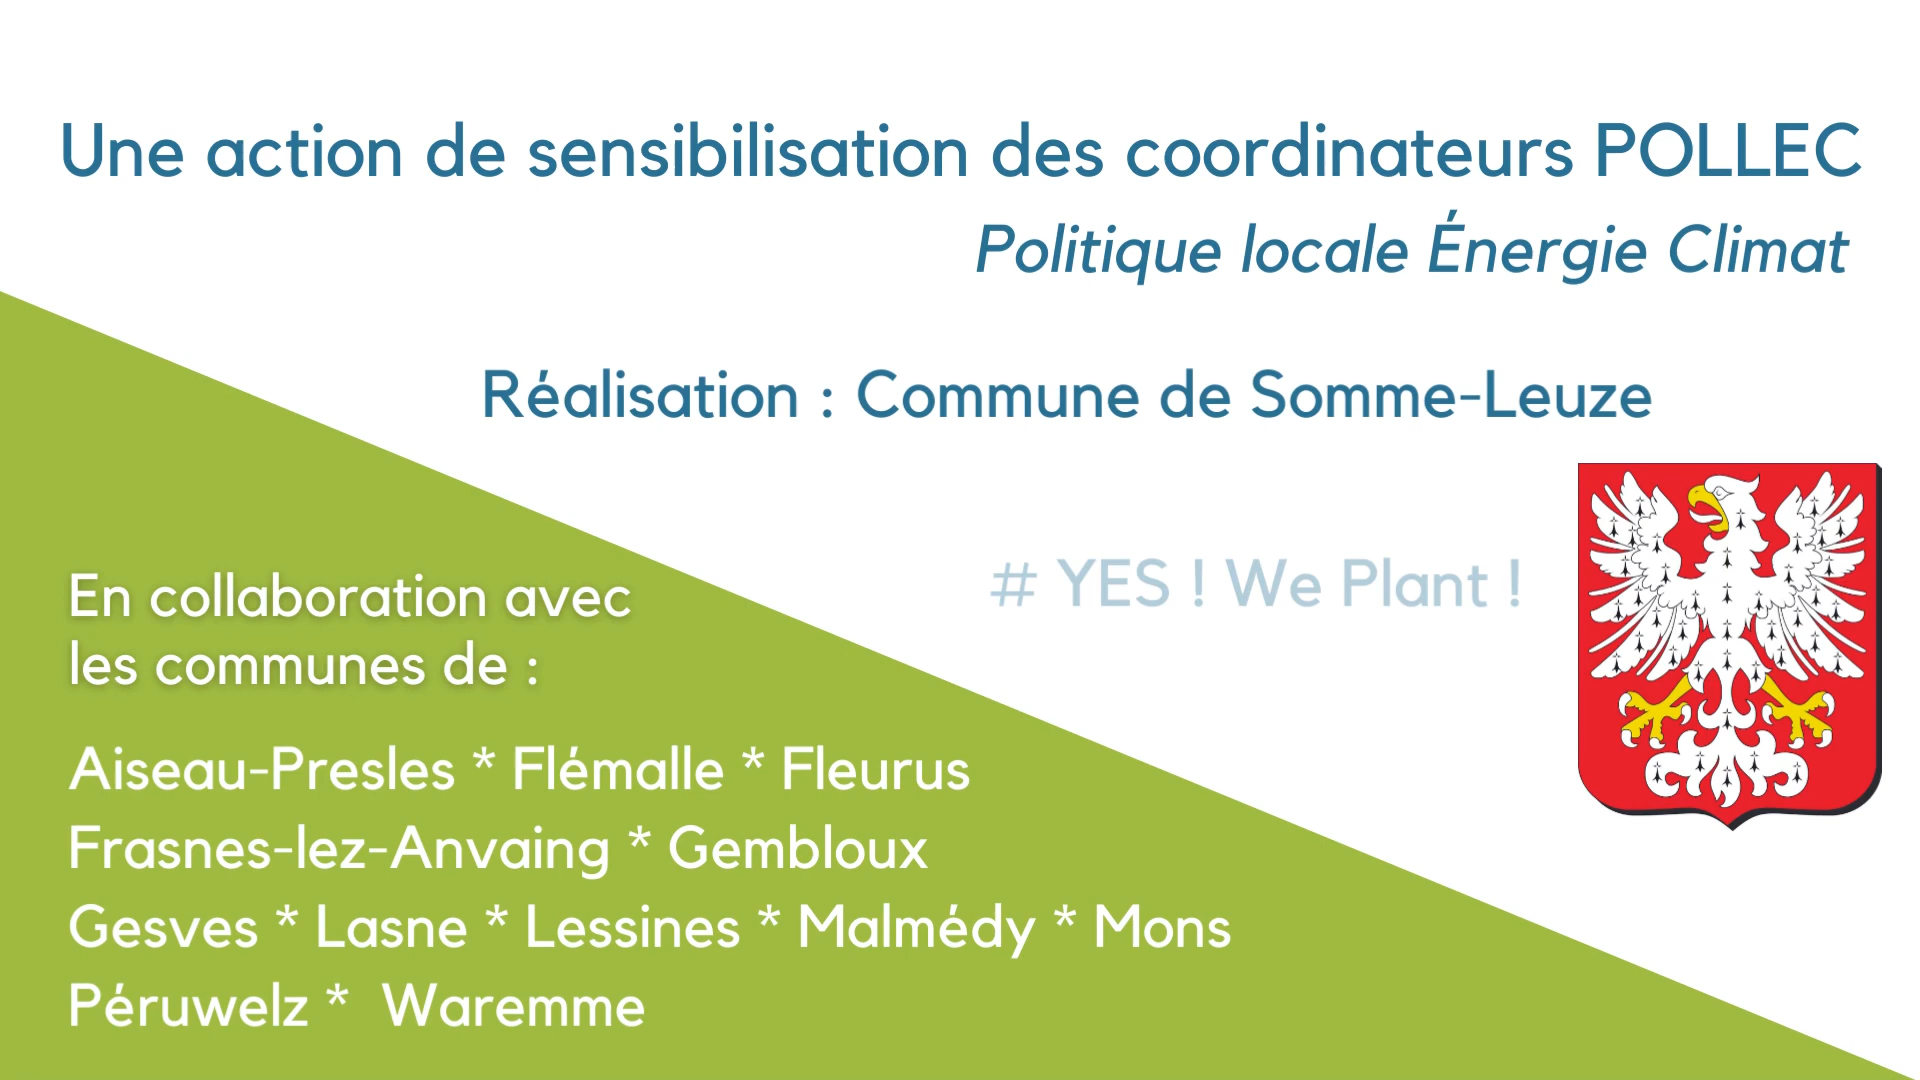 Une action de sensibilisation des coordinateurs POLLEC
Politique locale Énergie Climat
Réalisation : Commune de Somme-Leuze
# YES ! We Plant !
En collaboration avec
les communes de :
Aiseau-Presles * Flémalle * Fleurus
Frasnes-lez-Anvaing * Gembloux
Gesves * Lasne * Lessines * Malmédy * Mons
Péruwelz * Waremme